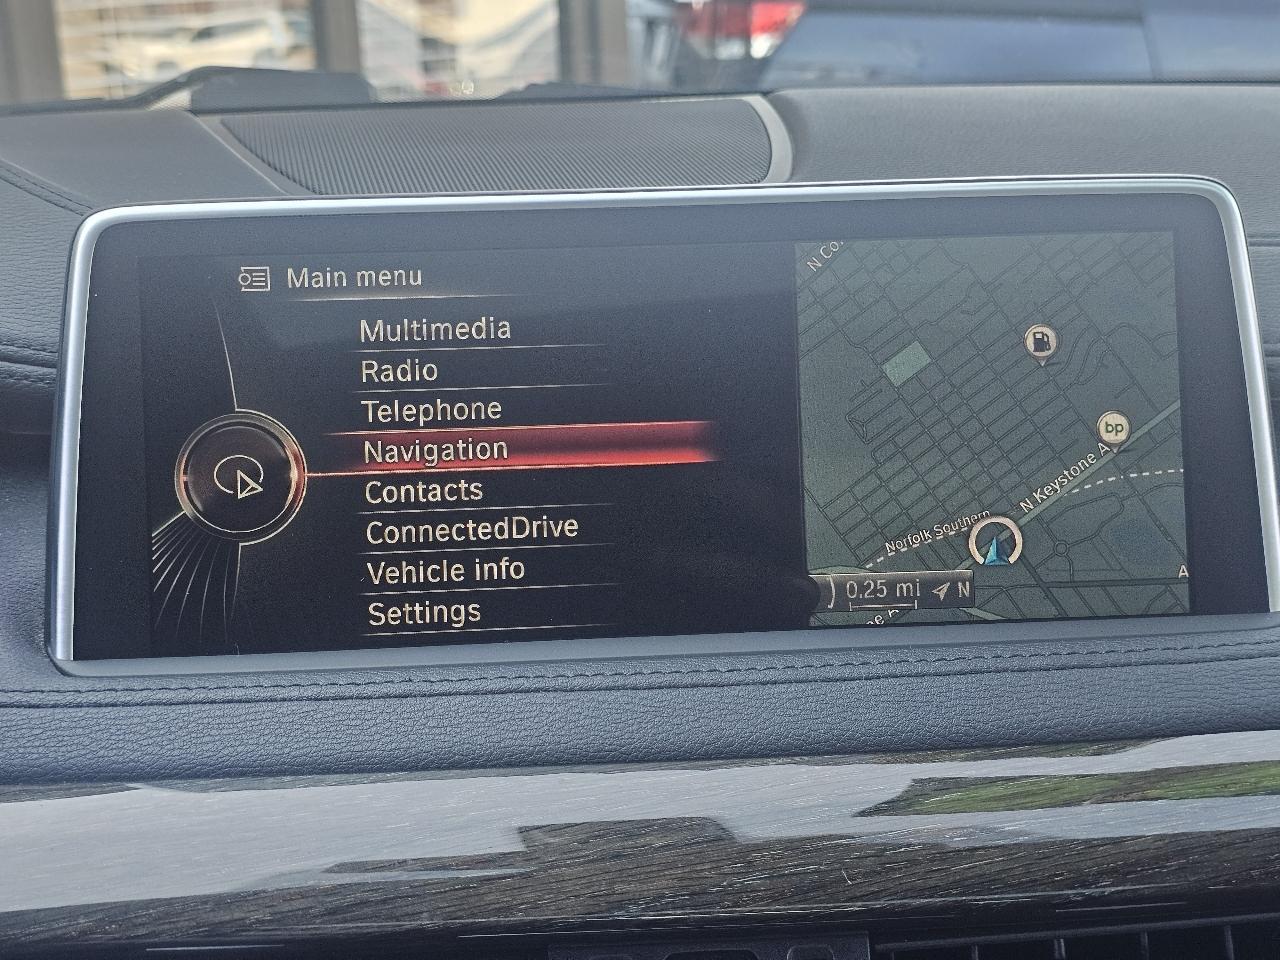 Main menu
Multimedia
Radio
Telephone
Navigation
Contacts
ConnectedDrive
Vehicle info
Settings
bp
N Keystone A
Norfolk Southern
0.25 mi N
A